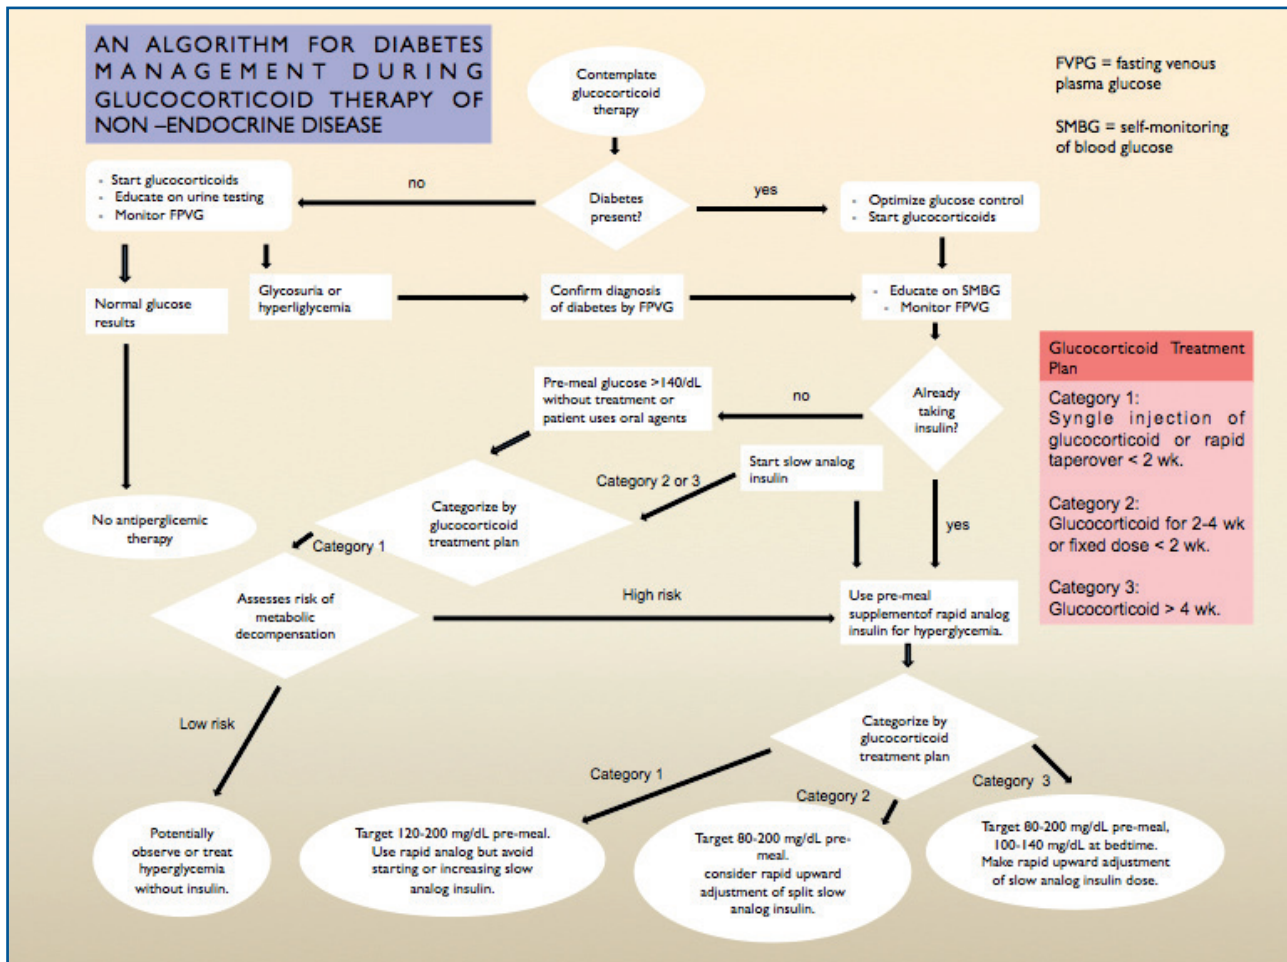 AN ALGORITHM FOR DIABETES
MANAGEMENT DURING
GLUCOCORTICOID THERAPY OF
NON –ENDOCRINE DISEASE
Contemplate
glucocorticoid
therapy
FVPG = fasting venous
plasma glucose
SMBG = self-monitoring
of blood glucose
- Start glucocorticoids
- Educate on urine testing
- Monitor FPVG
no
Diabetes
present?
yes
- Optimize glucose control
- Start glucocorticoids
Normal glucose
results
Glycosuria or
hyperliglycemia
Confirm diagnosis
of diabetes by FPVG
- Educate on SMBG
- Monitor FPVG
Glucocorticoid Treatment
Plan
Category 1:
Syngle injection of
glucocorticoid or rapid
taperover < 2 wk.
Category 2:
Glucocorticoid for 2-4 wk
or fixed dose < 2 wk.
Category 3:
Glucocorticoid > 4 wk.
Pre-meal glucose >140/dL
without treatment or
patient uses oral agents
no
Already
taking
insulin?
Start slow analog
insulin
Category 2 or 3
Categorize by
glucocorticoid
treatment plan
No antiperglicemic
therapy
yes
Category 1
Assesses risk of
metabolic
decompensation
High risk
Use pre-meal
supplementof rapid analog
insulin for hyperglycemia.
Low risk
Categorize by
glucocorticoid
treatment plan
Category 1
Category 2
Category 3
Potentially
observe or treat
hyperglycemia
without insulin.
Target 120-200 mg/dL pre-meal.
Use rapid analog but avoid
starting or increasing slow
analog insulin.
Target 80-200 mg/dL pre-
meal.
consider rapid upward
adjustment of split slow
analog insulin.
Target 80-200 mg/dL pre-meal,
100-140 mg/dL at bedtime.
Make rapid upward adjustment
of slow analog insulin dose.